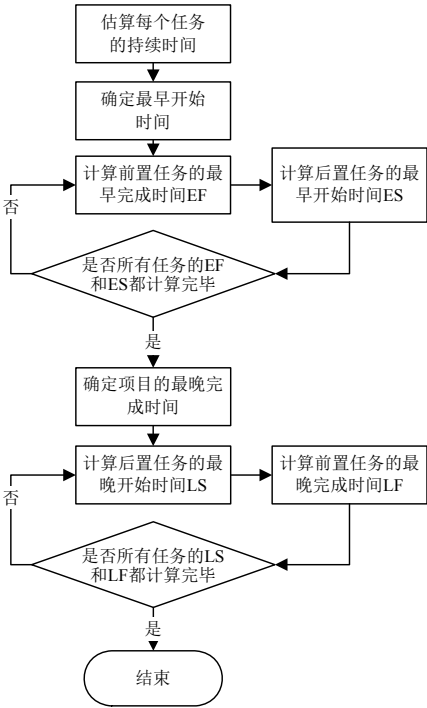 估算每个任务
的持续时间
确定最早开始
时间
计算前置任务的最
早完成时间EF
计算后置任务的最
早开始时间ES
否
是否所有任务的EF
和ES都计算完毕
是
确定项目的最晚完
成时间
计算后置任务的最
晚开始时间LS
计算前置任务的最
晚完成时间LF
否
是否所有任务的LS
和LF都计算完毕
是
结束